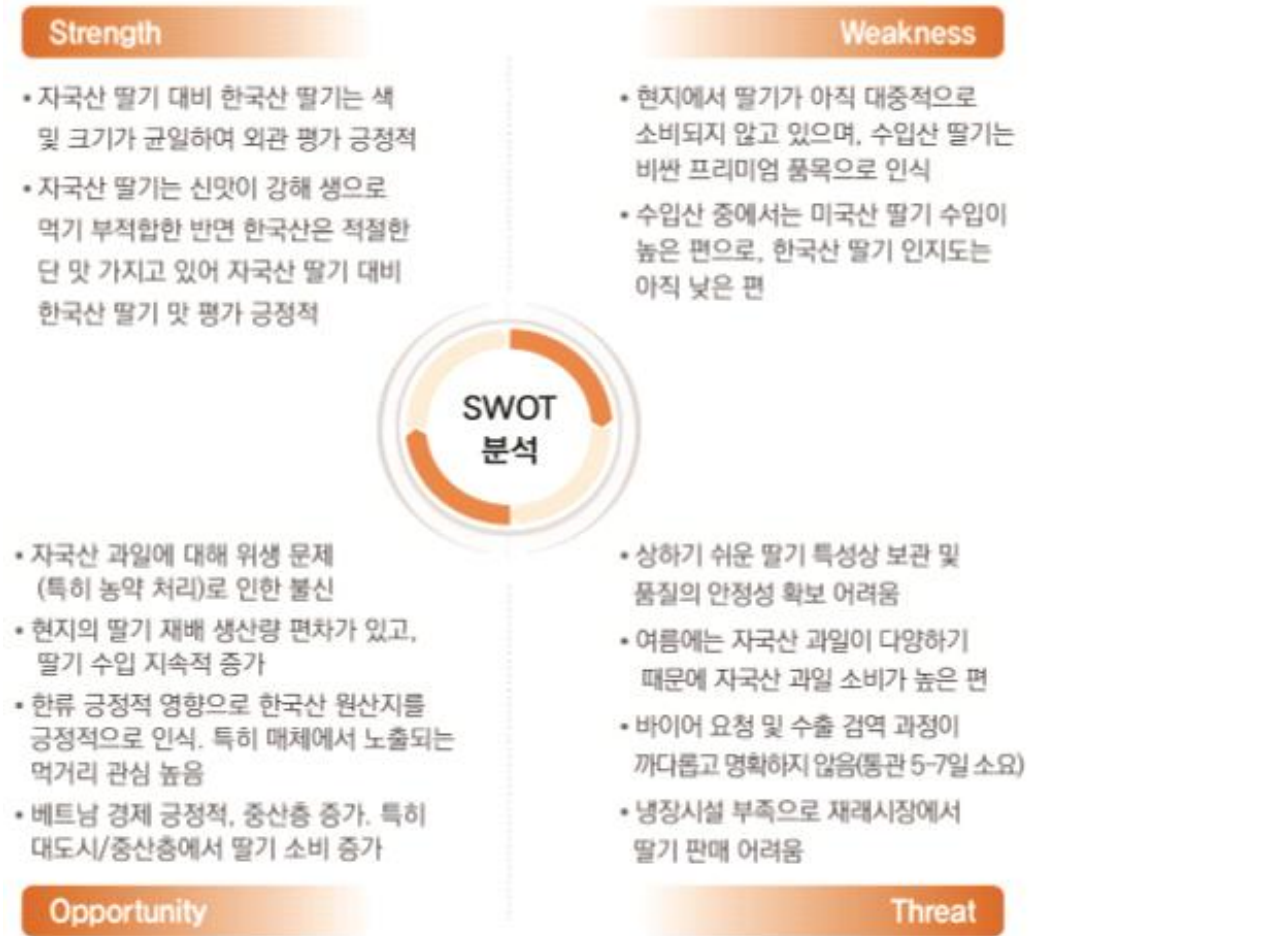 Strength
• 자국산 딸기 대비 한국산 딸기는 색
및 크기가 균일하여 외관 평가 긍정적
• 자국산 딸기는 신맛이 강해 생으로
먹기 부적합한 반면 한국산은 적절한
단 맛 가지고 있어 자국산 딸기 대비
한국산 딸기 맛 평가 긍정적
Weakness
• 현지에서 딸기가 아직 대중적으로
소비되지 않고 있으며, 수입산 딸기는
비싼 프리미엄 품목으로 인식
• 수입산 중에서는 미국산 딸기 수입이
높은 편으로, 한국산 딸기 인지도는
아직 낮은 편
SWOT
분석
• 자국산 과일에 대해 위생 문제
(특히 농약 처리)로 인한 불신
• 현지의 딸기 재배 생산량 편차가 있고,
딸기 수입 지속적 증가
• 한류 긍정적 영향으로 한국산 원산지를
긍정적으로 인식. 특히 매체에서 노출되는
먹거리 관심 높음
• 베트남 경제 긍정적, 중산층 증가. 특히
대도시/중산층에서 딸기 소비 증가
Opportunity
• 상하기 쉬운 딸기 특성상 보관 및
품질의 안정성 확보 어려움
• 여름에는 자국산 과일이 다양하기
때문에 자국산 과일 소비가 높은 편
• 바이어 요청 및 수출 검역 과정이
까다롭고 명확하지 않음(통관 5-7일 소요)
• 냉장시설 부족으로 재래시장에서
딸기 판매 어려움
Threat